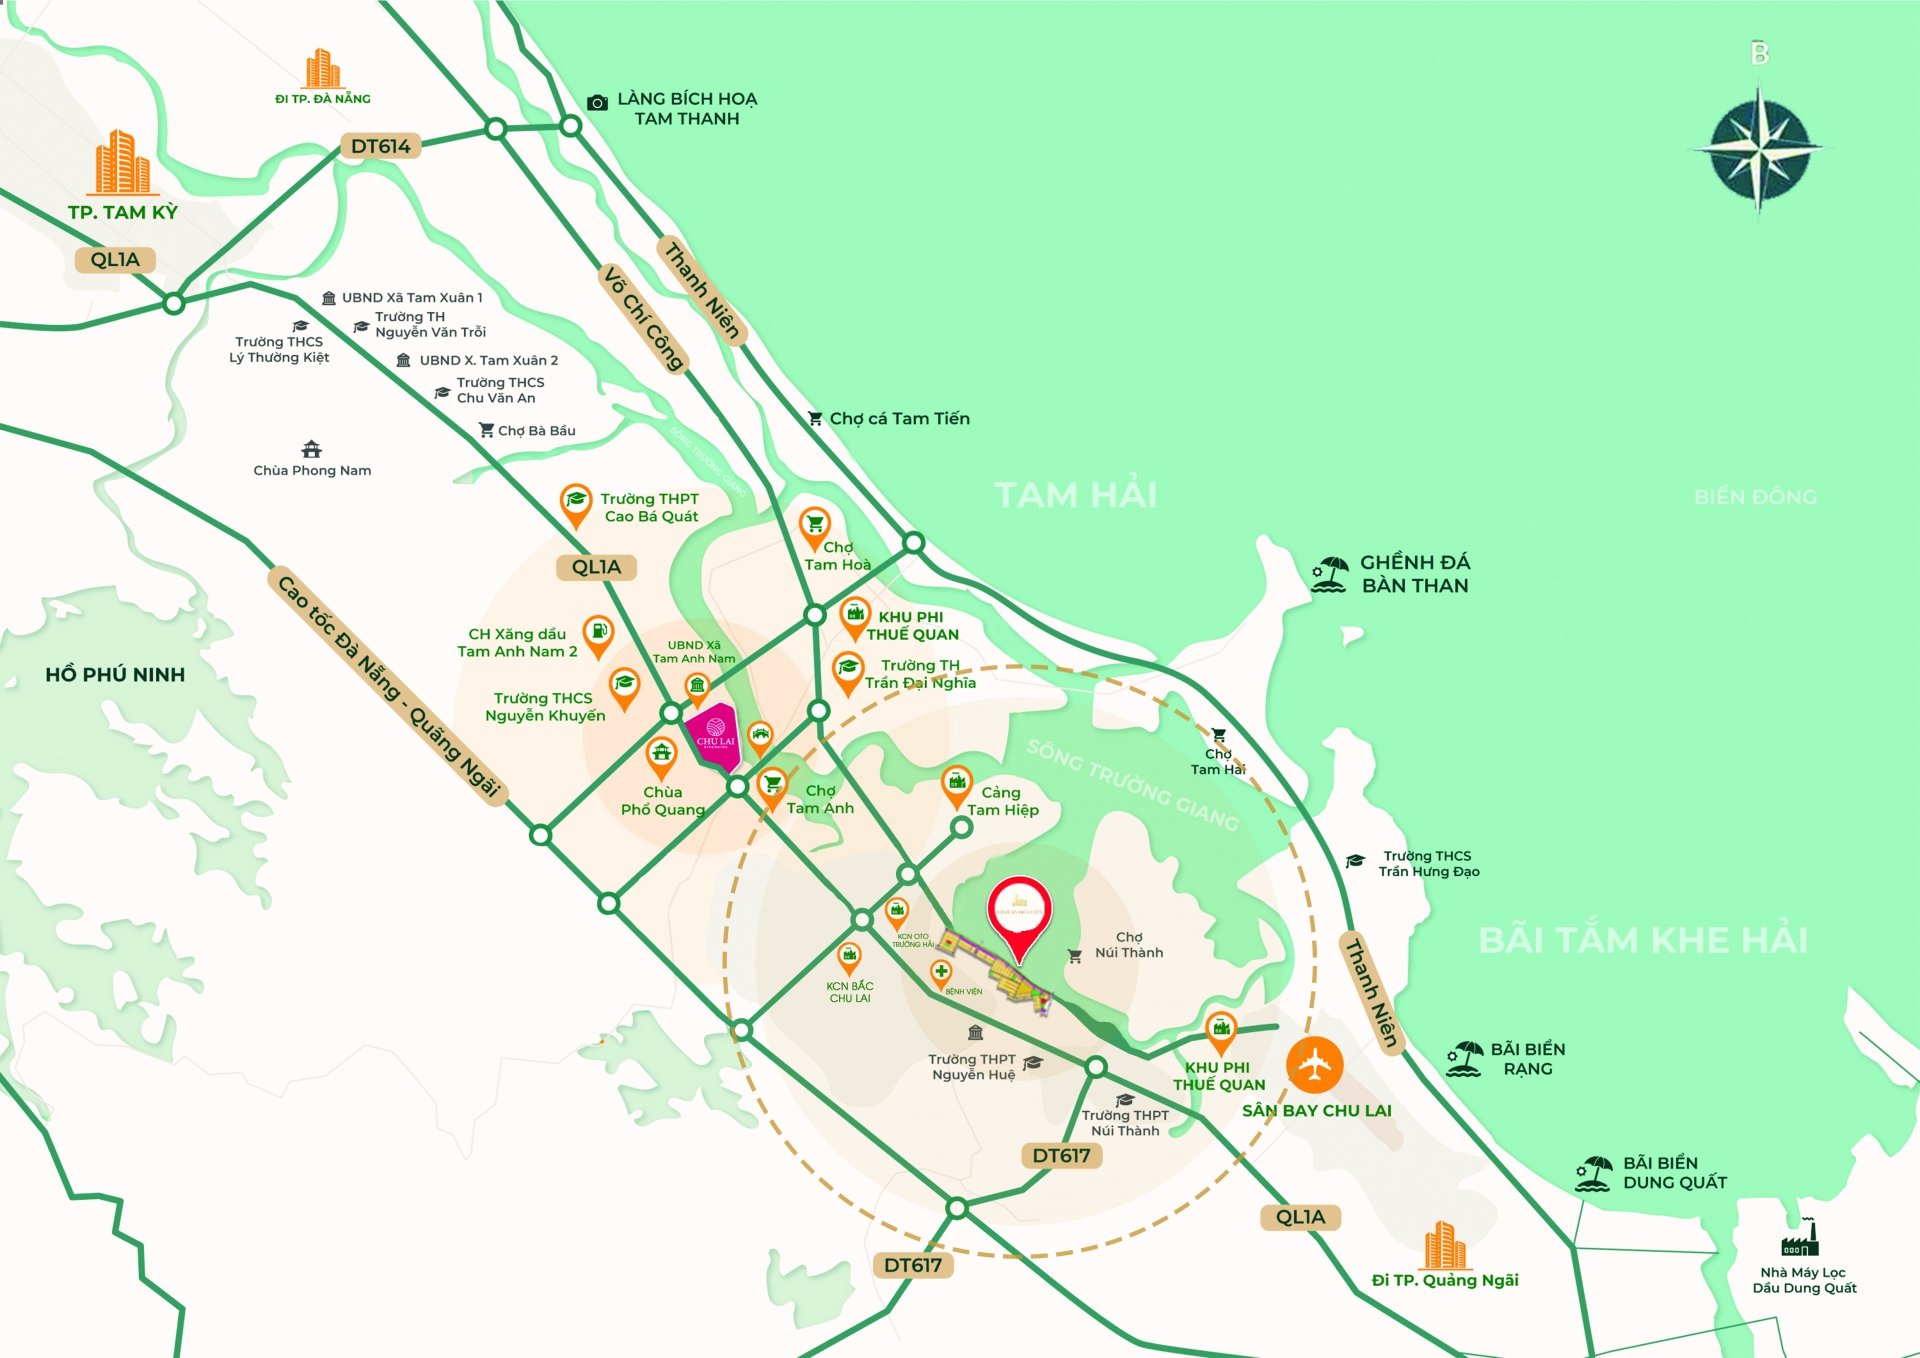 B
ĐI TP. ĐÀ NẴNG
LÀNG BÍCH HOẠ
TAM THANH
DT614
TP. TAM KỲ
QL1A
Thanh Niên
Võ Chí Công
UBND Xã Tam Xuân 1
Trường TH
Nguyễn Văn Trỗi
Trường THCS
Lý Thường Kiệt
UBND X. Tam Xuân 2
Trường THCS
Chu Văn An
Chợ Bà Bầu
Chùa Phong Nam
Chợ cá Tam Tiến
SÔNG TRƯỜNG GIANG
TAM HẢI
BIỂN ĐÔNG
Trường THPT
Cao Bá Quát
QL1A
Chợ
Tam Hoà
GHỀNH ĐÁ
BÀN THAN
Cao tốc Đà Nẵng - Quãng Ngãi
KHU PHI
THUẾ QUAN
CH Xăng dầu
Tam Anh Nam 2
UBND Xã
Tam Anh Nam
Trường TH
Trần Đại Nghĩa
HỒ PHÚ NINH
Trường THCS
Nguyễn Khuyến
CHU LAI
RIVERSIDE
SÔNG TRƯỜNG GIANG
Chợ
Tam Hải
Chùa
Phổ Quang
Chợ
Tam Anh
Cảng
Tam Hiệp
Trường THCS
Trần Hưng Đạo
KCN OTO
TRƯỜNG HẢI
Chợ
Núi Thành
BÃI TẮM KHE HẢI
KCN BẮC
CHU LAI
BỆNH VIỆN
Thanh Niên
Trường THPT
Nguyễn Huệ
KHU PHI
THUẾ QUAN
BÃI BIỂN
RẠNG
SÂN BAY CHU LAI
Trường THPT
Núi Thành
DT617
BÃI BIỂN
DUNG QUẤT
QL1A
DT617
Đi TP. Quảng Ngãi
Nhà Máy Lọc
Dầu Dung Quất